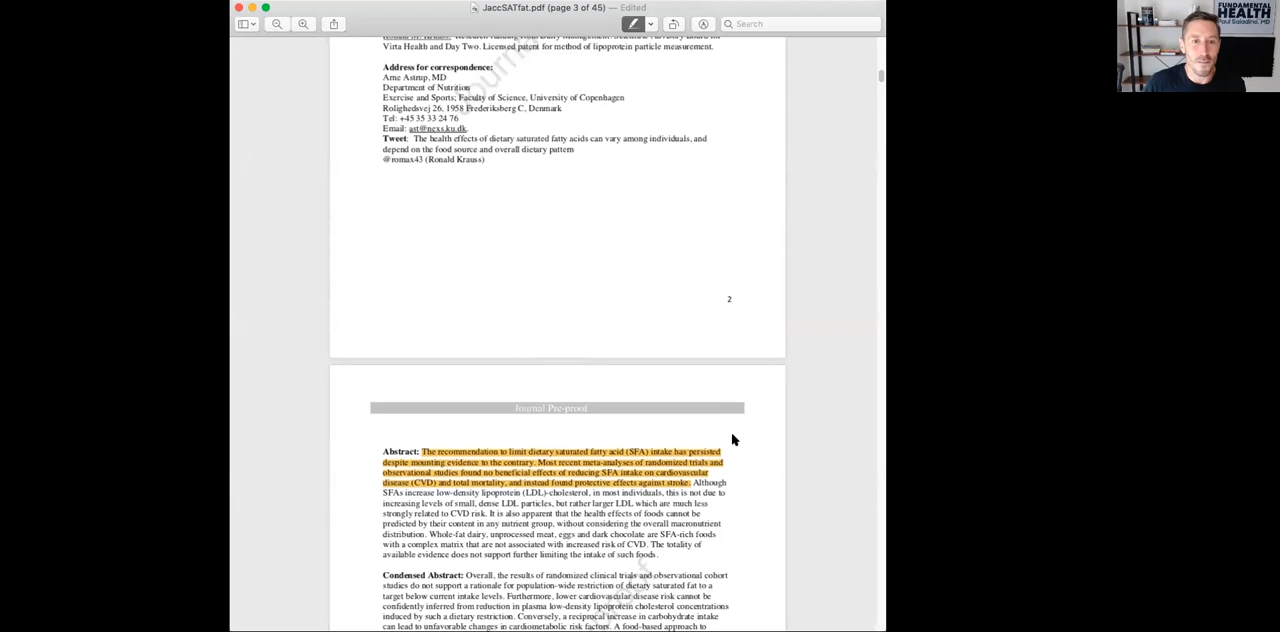 JaccSATfat.pdf (page 3 of 45) — Edited
Search
FUNDAMENTAL
HEALTH
Paul Saladino, MD
Virta Health and Day Two. Licensed patent for method of lipoprotein particle measurement.
Address for correspondence:
Arne Astrup, MD
Department of Nutrition
Exercise and Sports, Faculty of Science, University of Copenhagen
Rolighedsvej 26, 1958 Frederiksberg C, Denmark
Tel: +45 35 33 24 76
Email: ast@nexs.ku.dk.
Tweet: The health effects of dietary saturated fatty acids can vary among individuals, and
depend on the food source and overall dietary pattern
@romax43 (Ronald Krauss)
2
Journal Pre-proof
Abstract: The recommendation to limit dietary saturated fatty acid (SFA) intake has persisted
despite mounting evidence to the contrary. Most recent meta-analyses of randomized trials and
observational studies found no beneficial effects of reducing SFA intake on cardiovascular
disease (CVD) and total mortality, and instead found protective effects against stroke. Although
SFAs increase low-density lipoprotein (LDL)-cholesterol, in most individuals, this is not due to
increasing levels of small, dense LDL particles, but rather larger LDL which are much less
strongly related to CVD risk. It is also apparent that the health effects of foods cannot be
predicted by their content in any nutrient group, without considering the overall macronutrient
distribution. Whole-fat dairy, unprocessed meat, eggs and dark chocolate are SFA-rich foods
with a complex matrix that are not associated with increased risk of CVD. The totality of
available evidence does not support further limiting the intake of such foods.
Condensed Abstract: Overall, the results of randomized clinical trials and observational cohort
studies do not support a rationale for population-wide restriction of dietary saturated fat to a
target below current intake levels. Furthermore, lower cardiovascular disease risk cannot be
confidently inferred from reduction in plasma low-density lipoprotein cholesterol concentrations
induced by such a dietary restriction. Conversely, a reciprocal increase in carbohydrate intake
can lead to unfavorable changes in cardiometabolic risk factors. A food-based approach to